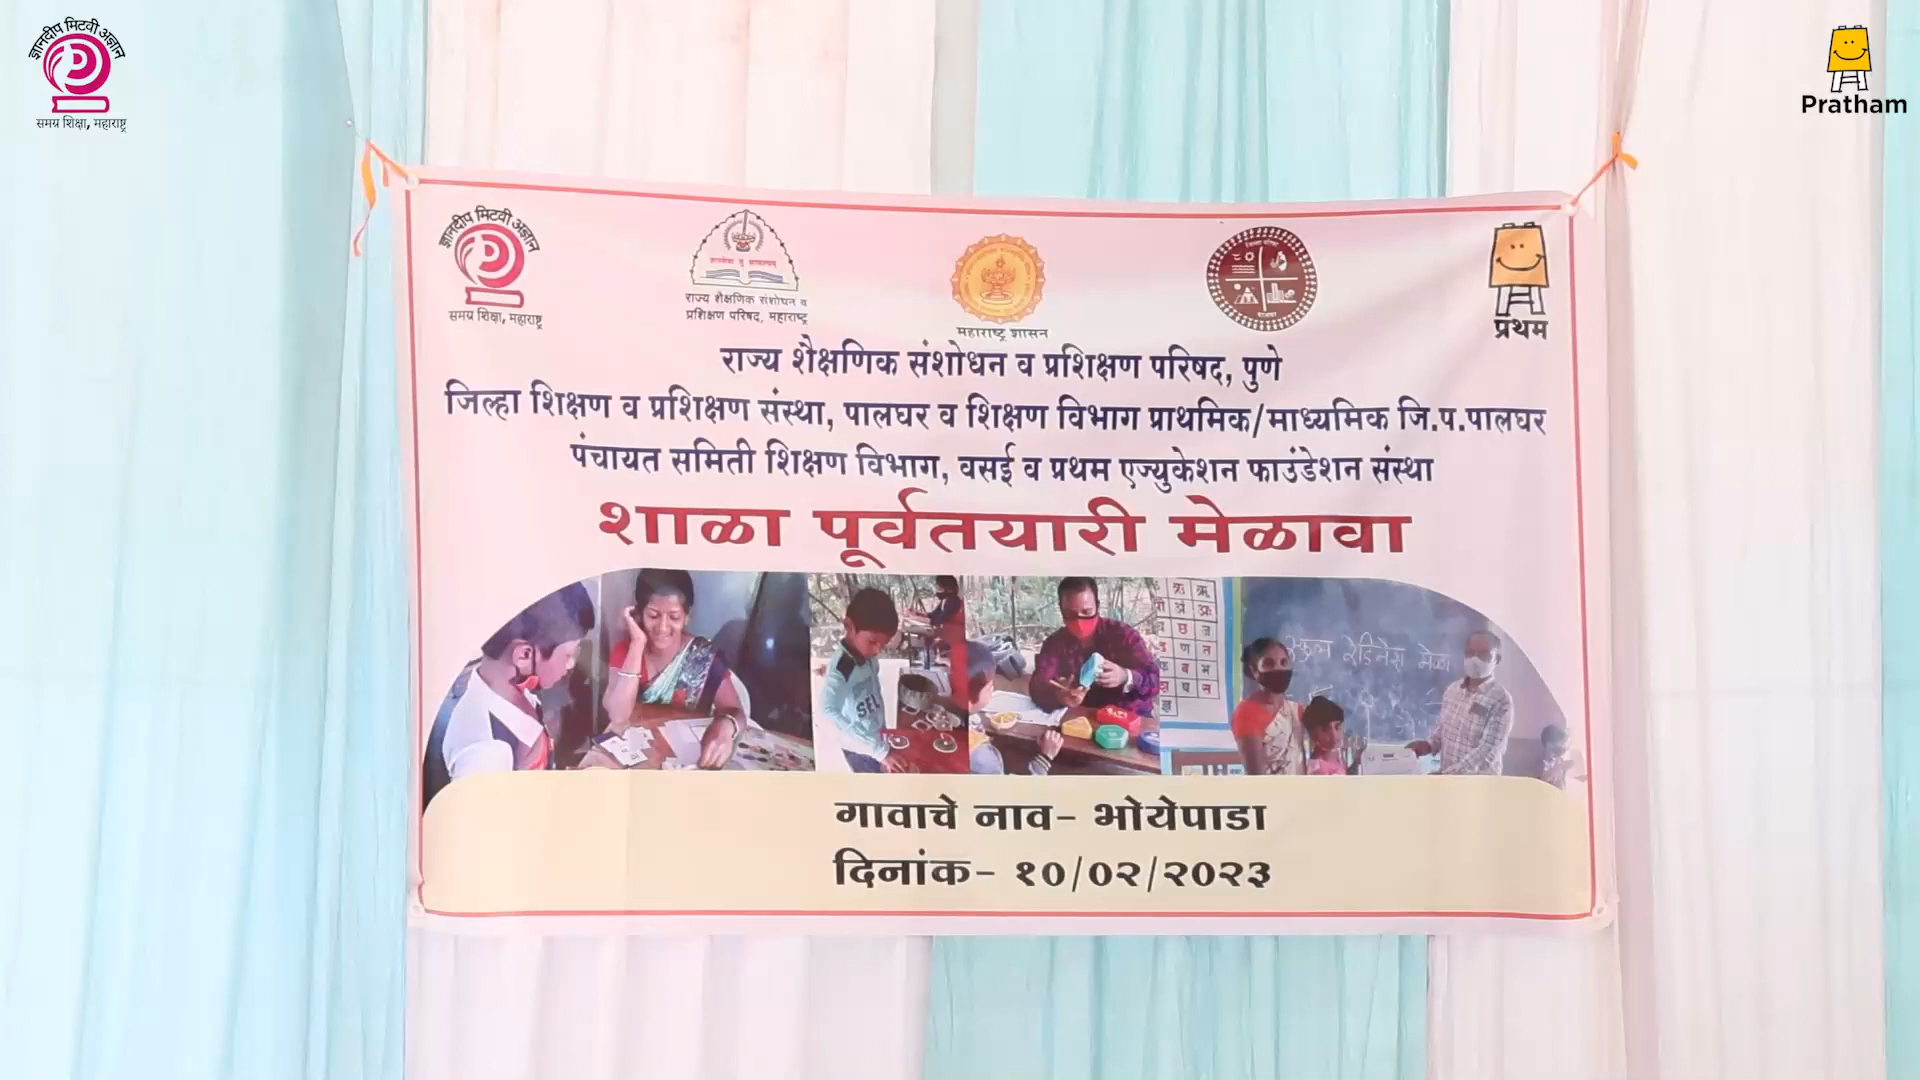 ज्ञानदीप मिटवी अज्ञान
समग्र शिक्षा, महाराष्ट्र
Pratham
ज्ञानदीप मिटवी अज्ञान
समग्र शिक्षा, महाराष्ट्र
राज्य शैक्षणिक संशोधन व
प्रशिक्षण परिषद, महाराष्ट्र
महाराष्ट्र शासन
प्रथम
राज्य शैक्षणिक संशोधन व प्रशिक्षण परिषद, पुणे
जिल्हा शिक्षण व प्रशिक्षण संस्था, पालघर व शिक्षण विभाग प्राथमिक/माध्यमिक जि.प.पालघर
पंचायत समिती शिक्षण विभाग, वसई व प्रथम एज्युकेशन फाउंडेशन संस्था
शाळा पूर्वतयारी मेळावा
गावाचे नाव- भोयेपाडा
दिनांक- १०/०२/२०२३